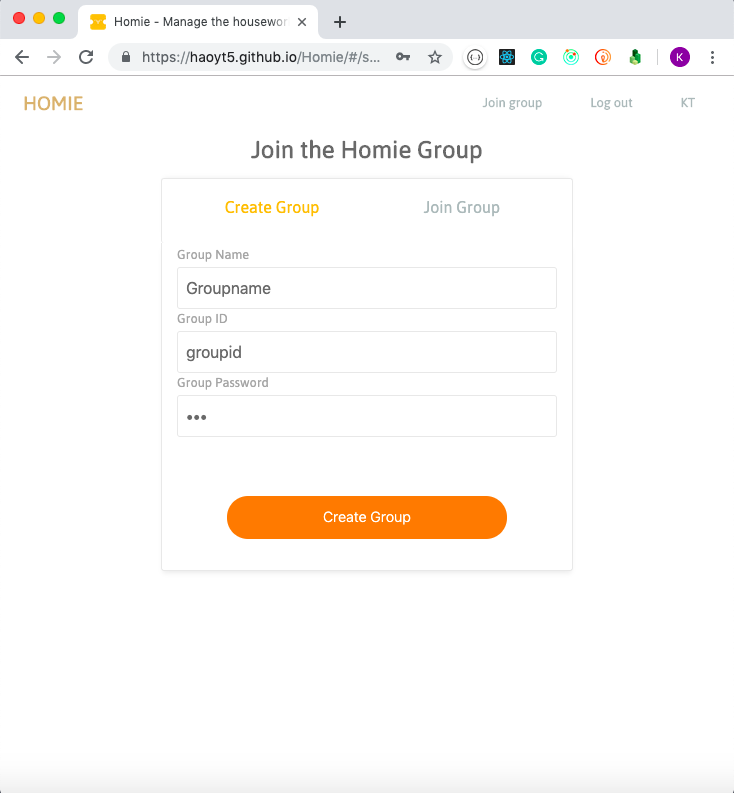 Homie - Manage the housewor
https://haoyt5.github.io/Homie/#/s...
K
HOMIE
Join group
Log out
KT
Join the Homie Group
Create Group
Join Group
Group Name
Groupname
Group ID
groupid
Group Password
•••
Create Group